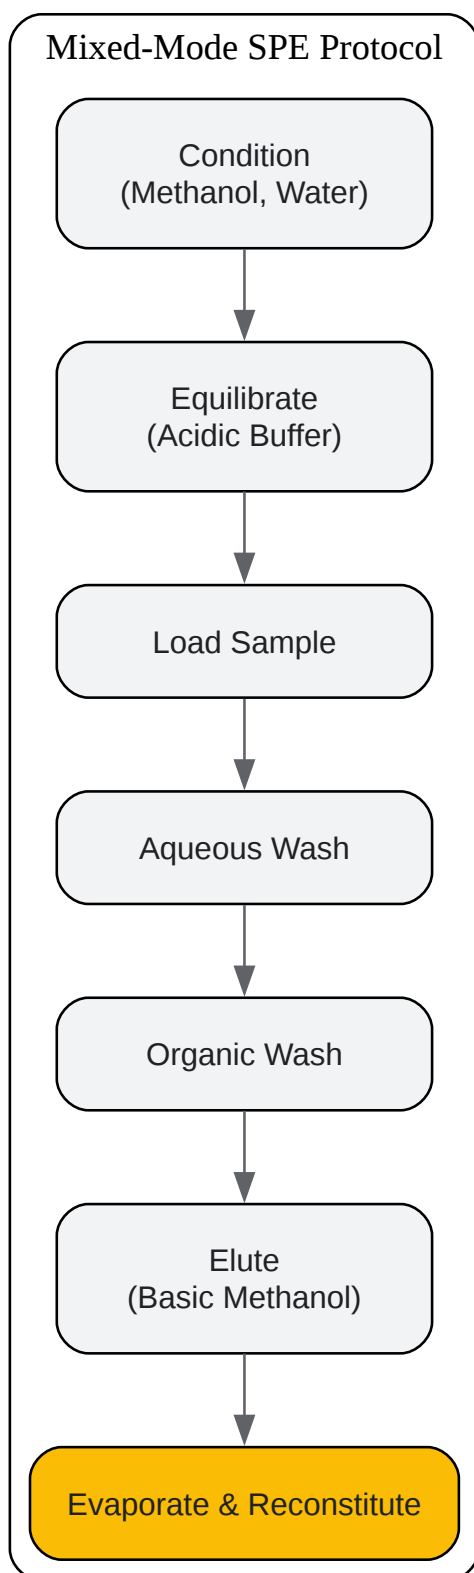 Mixed-Mode SPE Protocol
Condition
(Methanol, Water)
Equilibrate
(Acidic Buffer)
Load Sample
Aqueous Wash
Organic Wash
Elute
(Basic Methanol)
Evaporate & Reconstitute